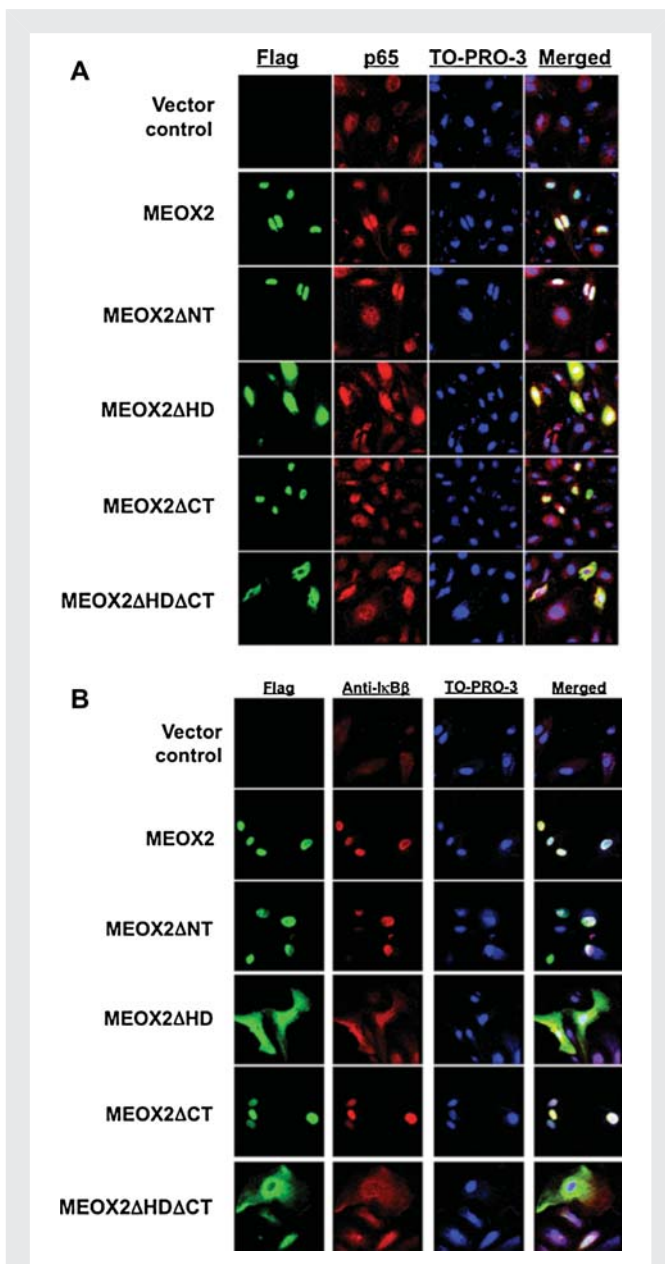 A
Flag p65 TO-PRO-3 Merged
Vector
control
MEOX2
MEOX2ΔNT
MEOX2ΔHD
MEOX2ΔCT
MEOX2ΔHDΔCT
B
Flag Anti-IκBβ TO-PRO-3 Merged
Vector
control
MEOX2
MEOX2ΔNT
MEOX2ΔHD
MEOX2ΔCT
MEOX2ΔHDΔCT